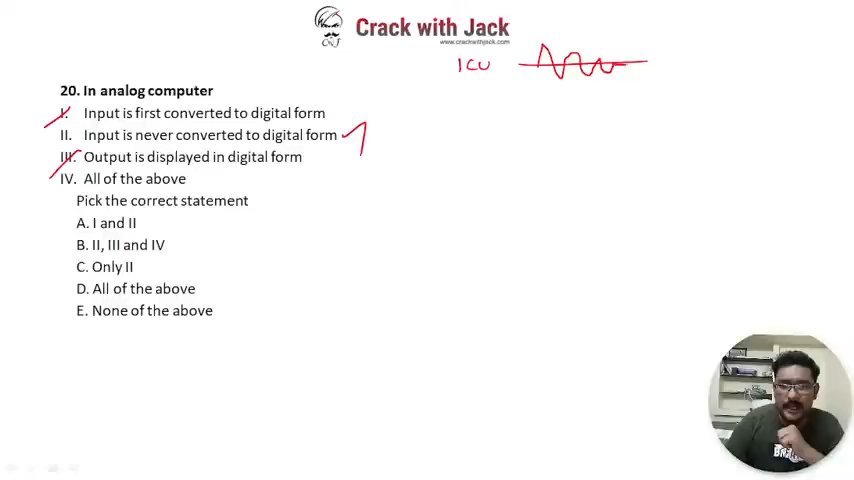 CWJ
Crack with Jack
www.crackwithjack.com
ICU
20. In analog computer
I. Input is first converted to digital form
II. Input is never converted to digital form
III. Output is displayed in digital form
IV. All of the above
Pick the correct statement
A. I and II
B. II, III and IV
C. Only II
D. All of the above
E. None of the above